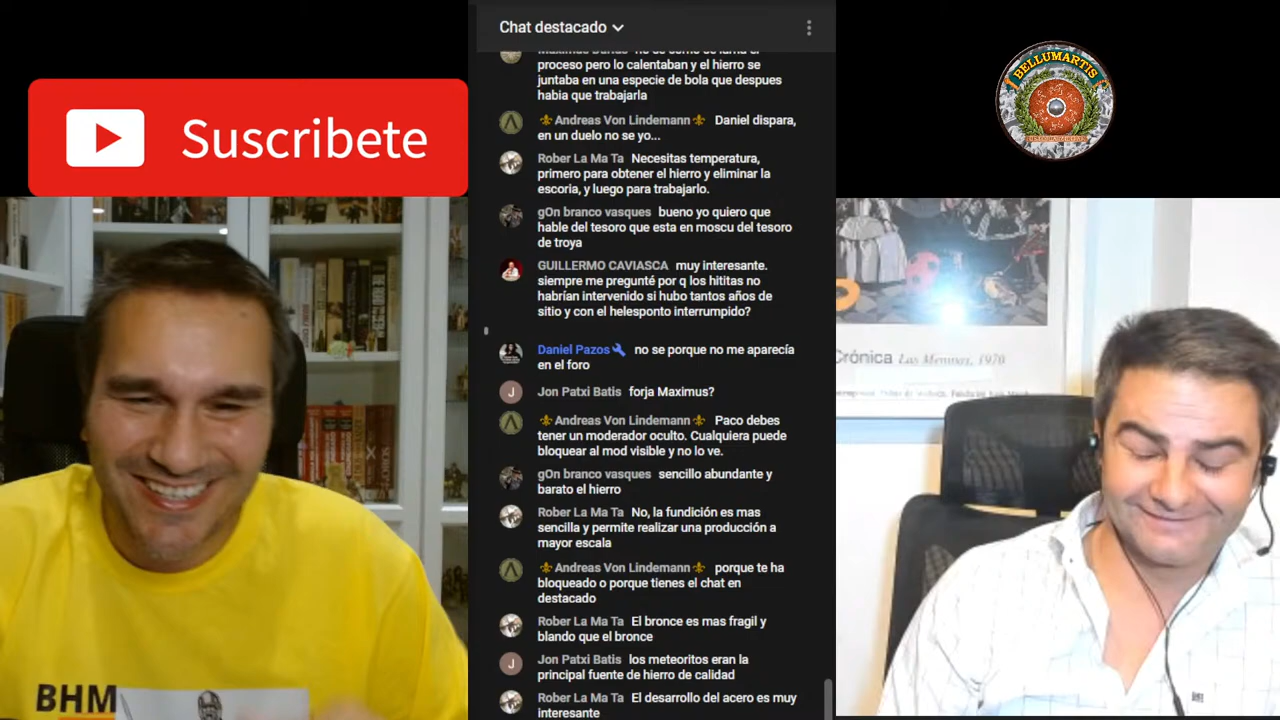 Suscribete
Chat destacado
proceso pero lo calentaban y el hierro se
juntaba en una especie de bola que despues
habia que trabajarla
Andreas Von Lindemann Daniel dispara,
en un duelo no se yo...
Rober La Ma Ta Necesitas temperatura,
primero para obtener el hierro y eliminar la
escoria, y luego para trabajarlo.
gOn branco vasques bueno yo quiero que
hable del tesoro que esta en moscu del tesoro
de troya
GUILLERMO CAVIASCA muy interesante.
siempre me pregunté por q los hititas no
habrían intervenido si hubo tantos años de
sitio y con el helesponto interrumpido?
Daniel Pazos no se porque no me aparecía
en el foro
J Jon Patxi Batis forja Maximus?
Andreas Von Lindemann Paco debes
tener un moderador oculto. Cualquiera puede
bloquear al mod visible y no lo ve.
gOn branco vasques sencillo abundante y
barato el hierro
Rober La Ma Ta No, la fundición es mas
sencilla y permite realizar una producción a
mayor escala
Andreas Von Lindemann porque te ha
bloqueado o porque tienes el chat en
destacado
Rober La Ma Ta El bronce es mas fragil y
blando que el bronce
J Jon Patxi Batis los meteoritos eran la
principal fuente de hierro de calidad
Rober La Ma Ta El desarrollo del acero es muy
interesante
BELLUMARTIS
Crónica Las Meninas, 1970
BHM